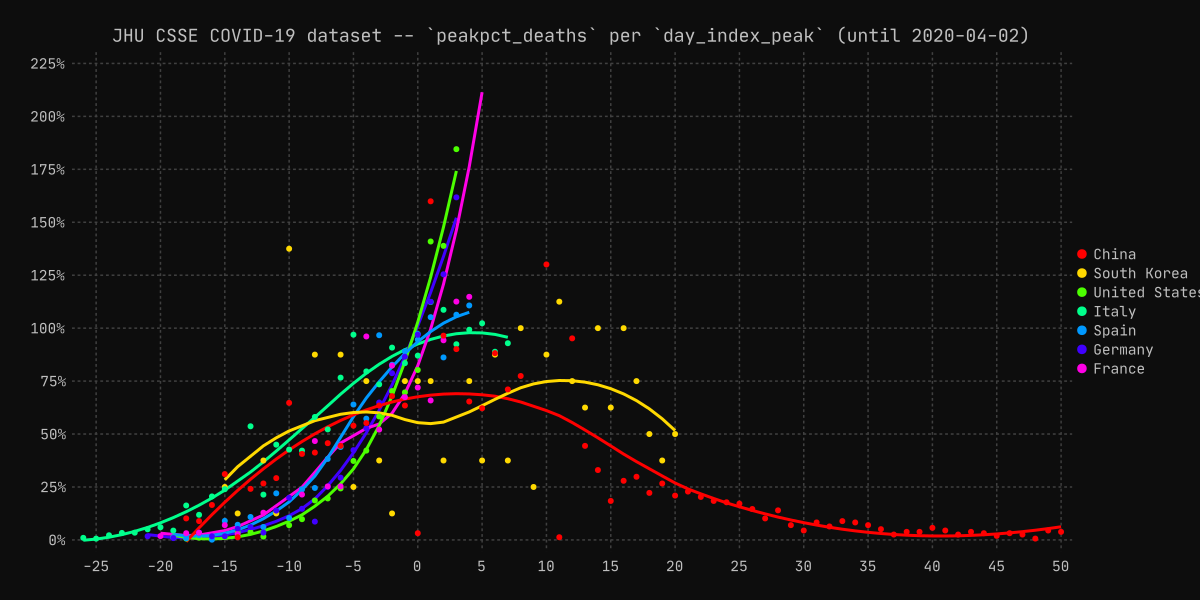 JHU CSSE COVID-19 dataset -- `peakpct_deaths` per `day_index_peak` (until 2020-04-02)
225%
200%
175%
150%
125%
100%
75%
50%
25%
0%
-25 -20 -15 -10 -5 0 5 10 15 20 25 30 35 40 45 50
China
South Korea
United States
Italy
Spain
Germany
France